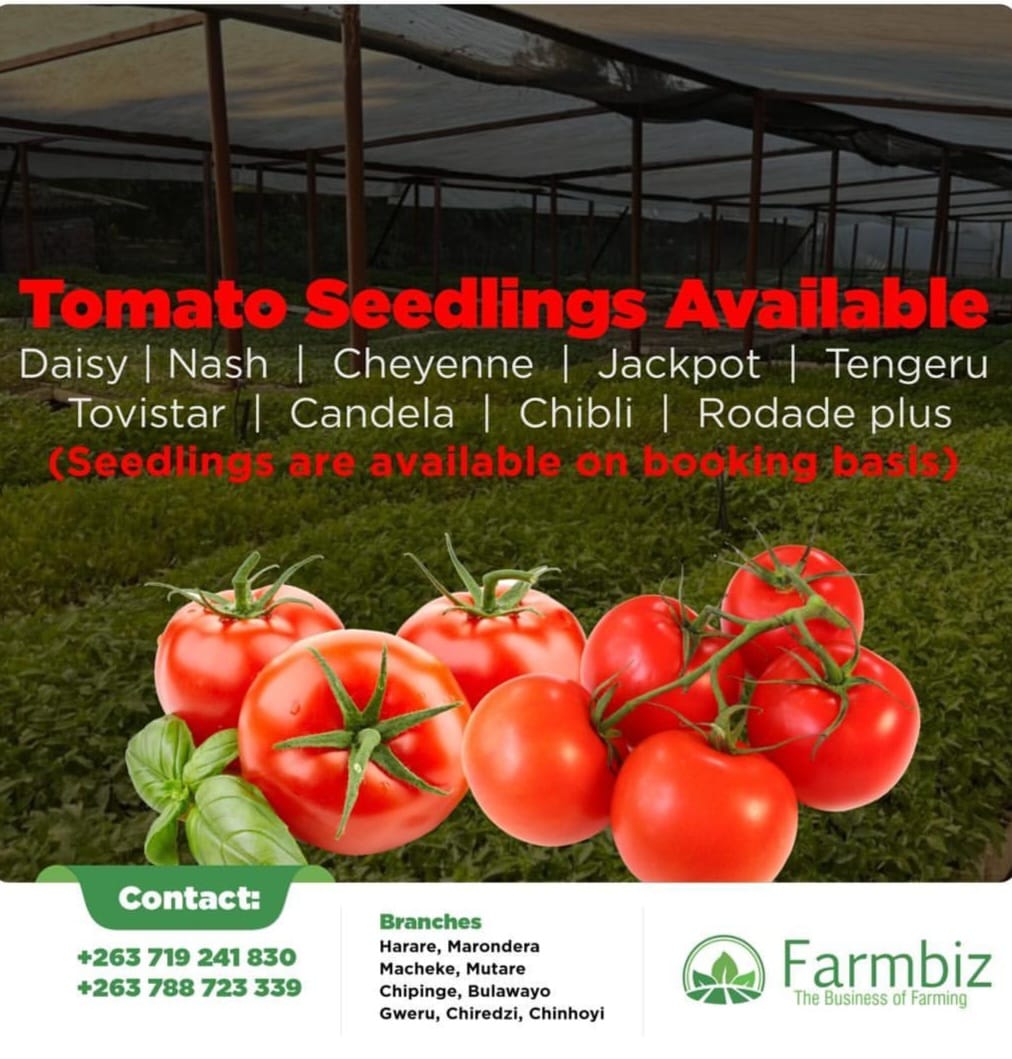 Tomato Seedlings Available
Daisy | Nash | Cheyenne | Jackpot | Tengeru
Tovistar | Candela | Chibli | Rodade plus
(Seedlings are available on booking basis)
Contact:
+263 719 241 830
+263 788 723 339
Branches
Harare, Marondera
Macheke, Mutare
Chipinge, Bulawayo
Gweru, Chiredzi, Chinhoyi
Farmbiz
The Business of Farming